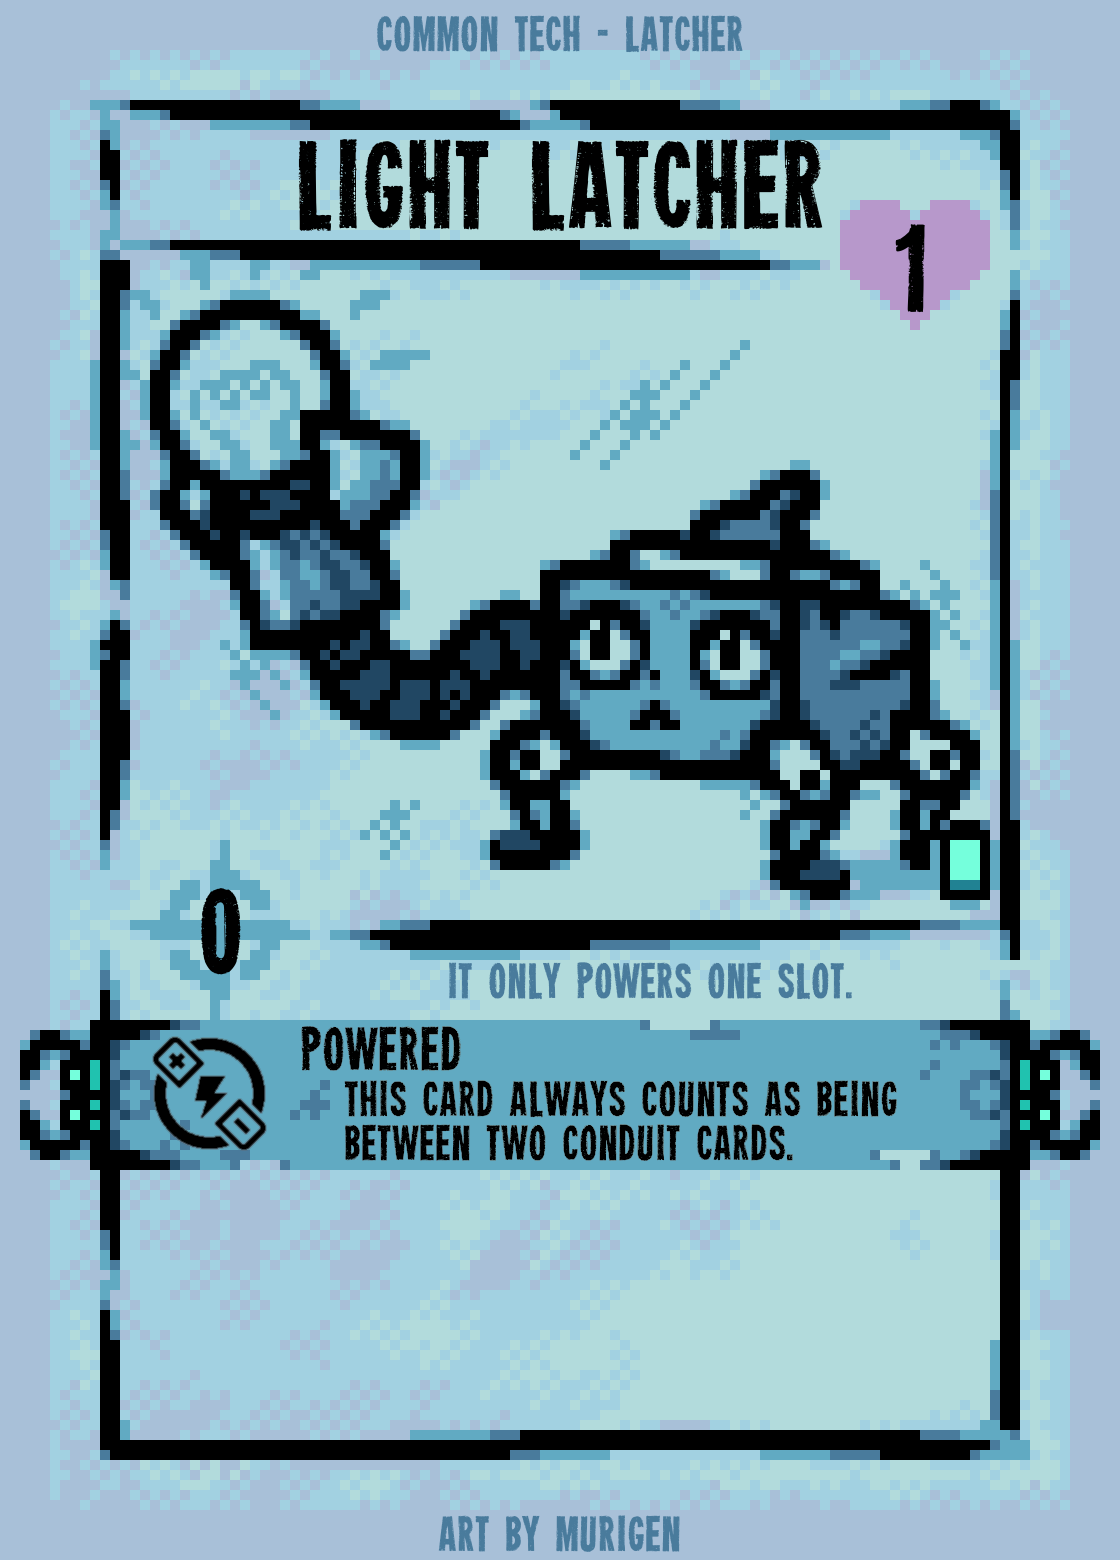 COMMON TECH - LATCHER
LIGHT LATCHER
1
0
IT ONLY POWERS ONE SLOT.
POWERED
THIS CARD ALWAYS COUNTS AS BEING
BETWEEN TWO CONDUIT CARDS.
ART BY MURIGEN